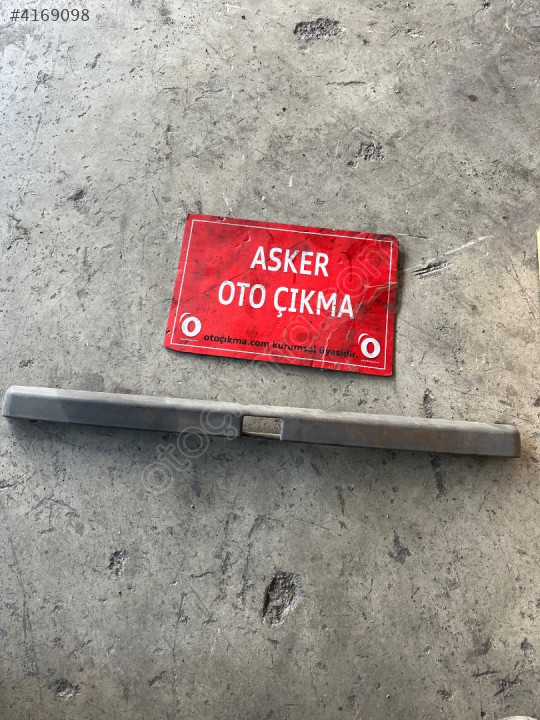 #4169098
ASKER
OTO ÇIKMA
otoçıkma.com kurumsal üyesidir.